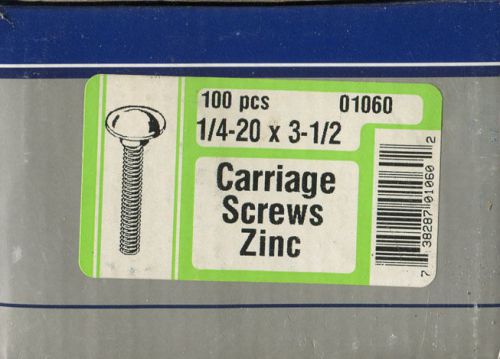 100 pcs 01060
1/4-20 x 3-1/2
Carriage
Screws
Zinc
7 38287 01060 2